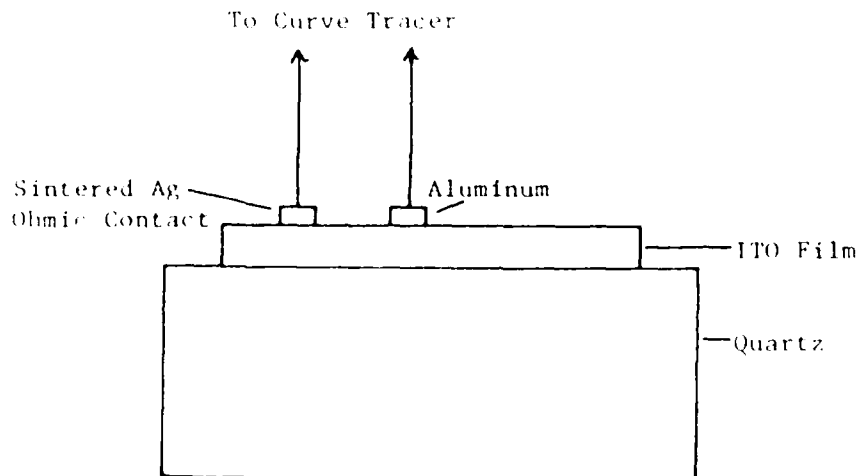 To Curve Tracer
Sintered Ag
Ohmic Contact
Aluminum
ITO Film
Quartz